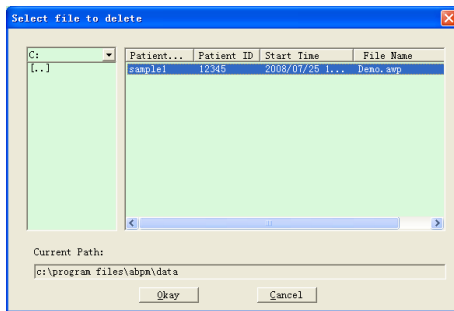 Select file to delete
C:
Patient... Patient ID Start Time File Name
[..]
sample1 12345 2008/07/25 1... Demo.awp
Current Path:
c:\program files\abpm\data
Okay Cancel